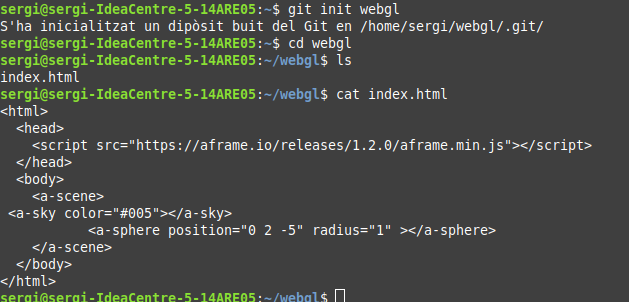 sergi@sergi-IdeaCentre-5-14ARE05:~$ git init webgl
S'ha inicialitzat un dipòsit buit del Git en /home/sergi/webgl/.git/
sergi@sergi-IdeaCentre-5-14ARE05:~$ cd webgl
sergi@sergi-IdeaCentre-5-14ARE05:~/webgl$ ls
index.html
sergi@sergi-IdeaCentre-5-14ARE05:~/webgl$ cat index.html
<html>
  <head>
    <script src="https://aframe.io/releases/1.2.0/aframe.min.js"></script>
  </head>
  <body>
    <a-scene>
 <a-sky color="#005"></a-sky>
           <a-sphere position="0 2 -5" radius="1" ></a-sphere>
    </a-scene>
  </body>
</html>
sergi@sergi-IdeaCentre-5-14ARE05:~/webgl$